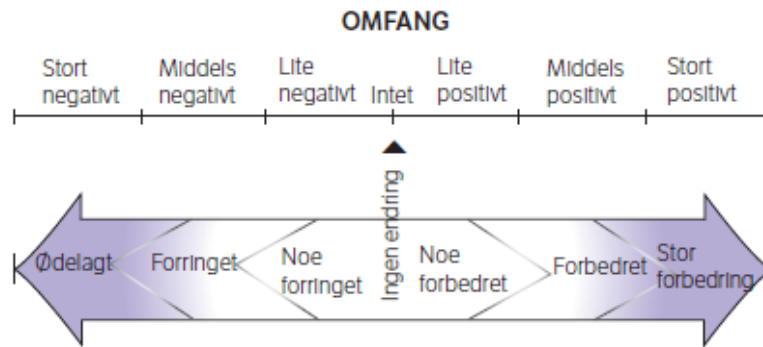 OMFANG
Stort negativt
Middels negativt
Lite negativt
Intet
Lite positivt
Middels positivt
Stort positivt
Ingen endring
Ødelagt
Forringet
Noe forringet
Noe forbedret
Forbedret
Stor forbedring